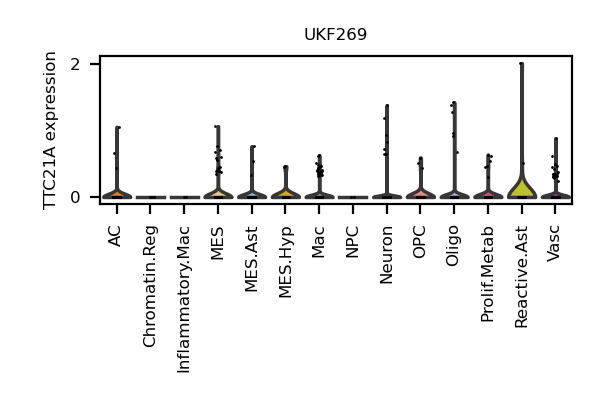 UKF269
TTC21A expression
2
0
AC
Chromatin.Reg
Inflammatory.Mac
MES
MES.Ast
MES.Hyp
Mac
NPC
Neuron
OPC
Oligo
Prolif.Metab
Reactive.Ast
Vasc